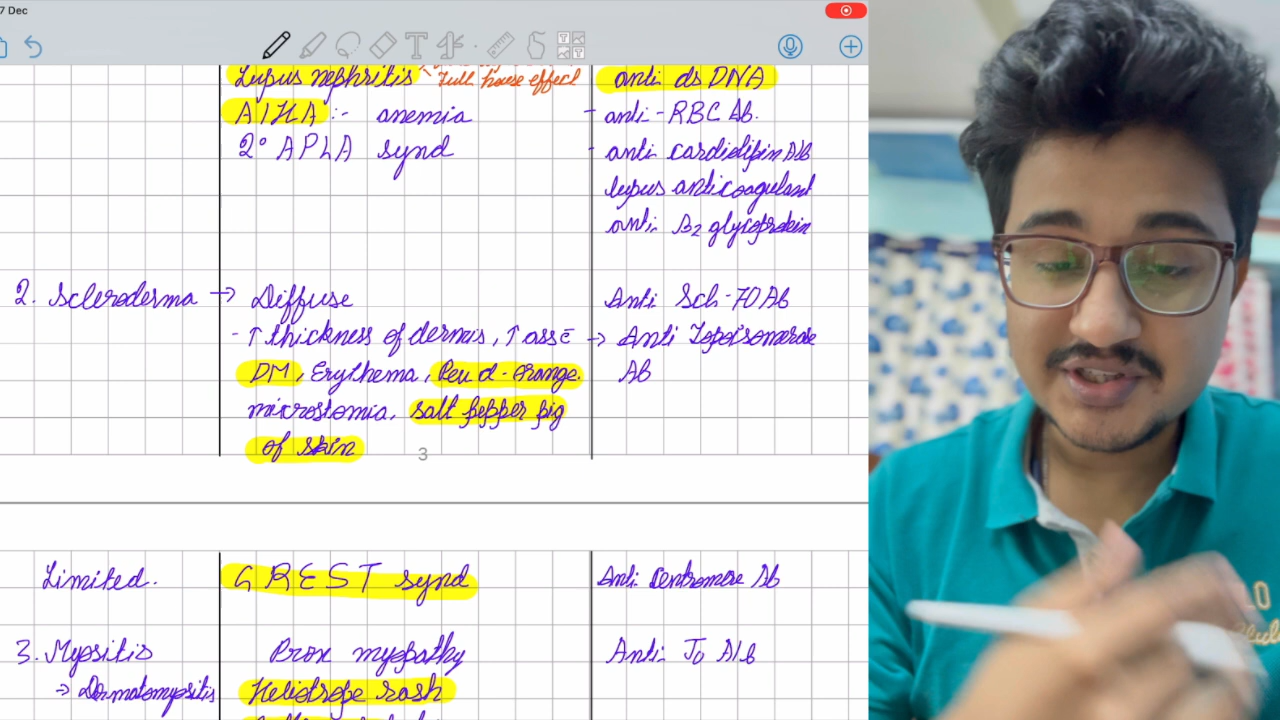 7 Dec
Lupus nephritis Full house effect anti ds DNA
AIHA :- anemia - anti-RBC Ab.
2° APLA synd - anti cardiolipin Ab
lupus anticoagulant
anti B2 glycoprotein
2. Scleroderma → Diffuse Anti Scl-70 Ab
- ↑ thickness of dermis, ↑ assc̄ → Anti Topoisomerase
DM, Erythema, Peu d-orange. Ab
microstomia, salt pepper pig
of skin
3
Limited. CREST synd Anti Centromere Ab
3. Myositis Prox myopathy Anti Jo Ab
→ Dermatomyositis Heliotrope rash